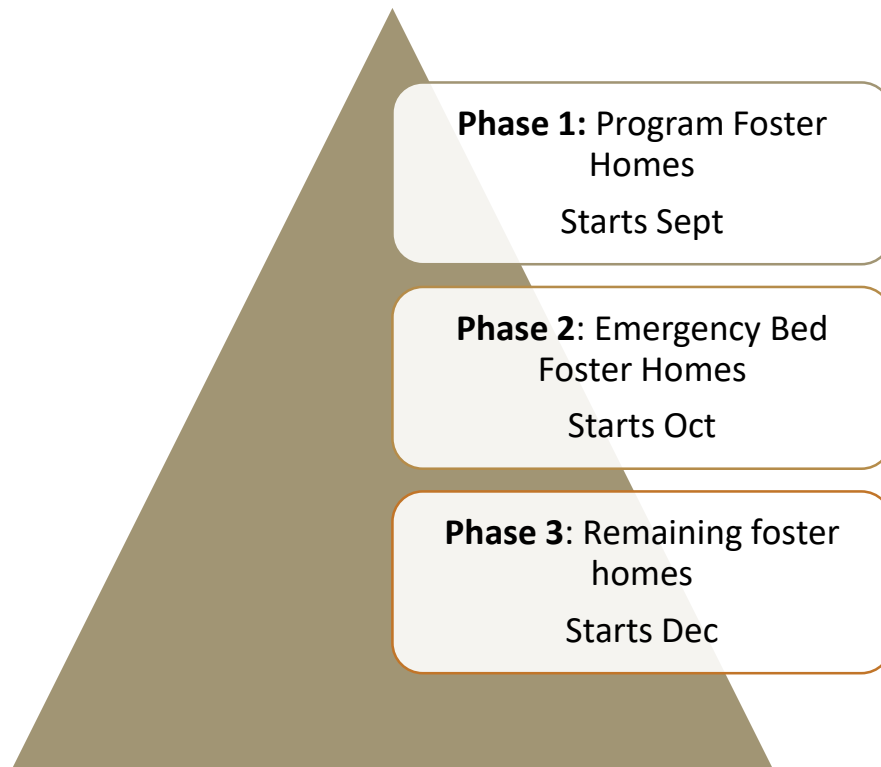 Phase 1: Program Foster
Homes
Starts Sept
Phase 2: Emergency Bed
Foster Homes
Starts Oct
Phase 3: Remaining foster
homes
Starts Dec